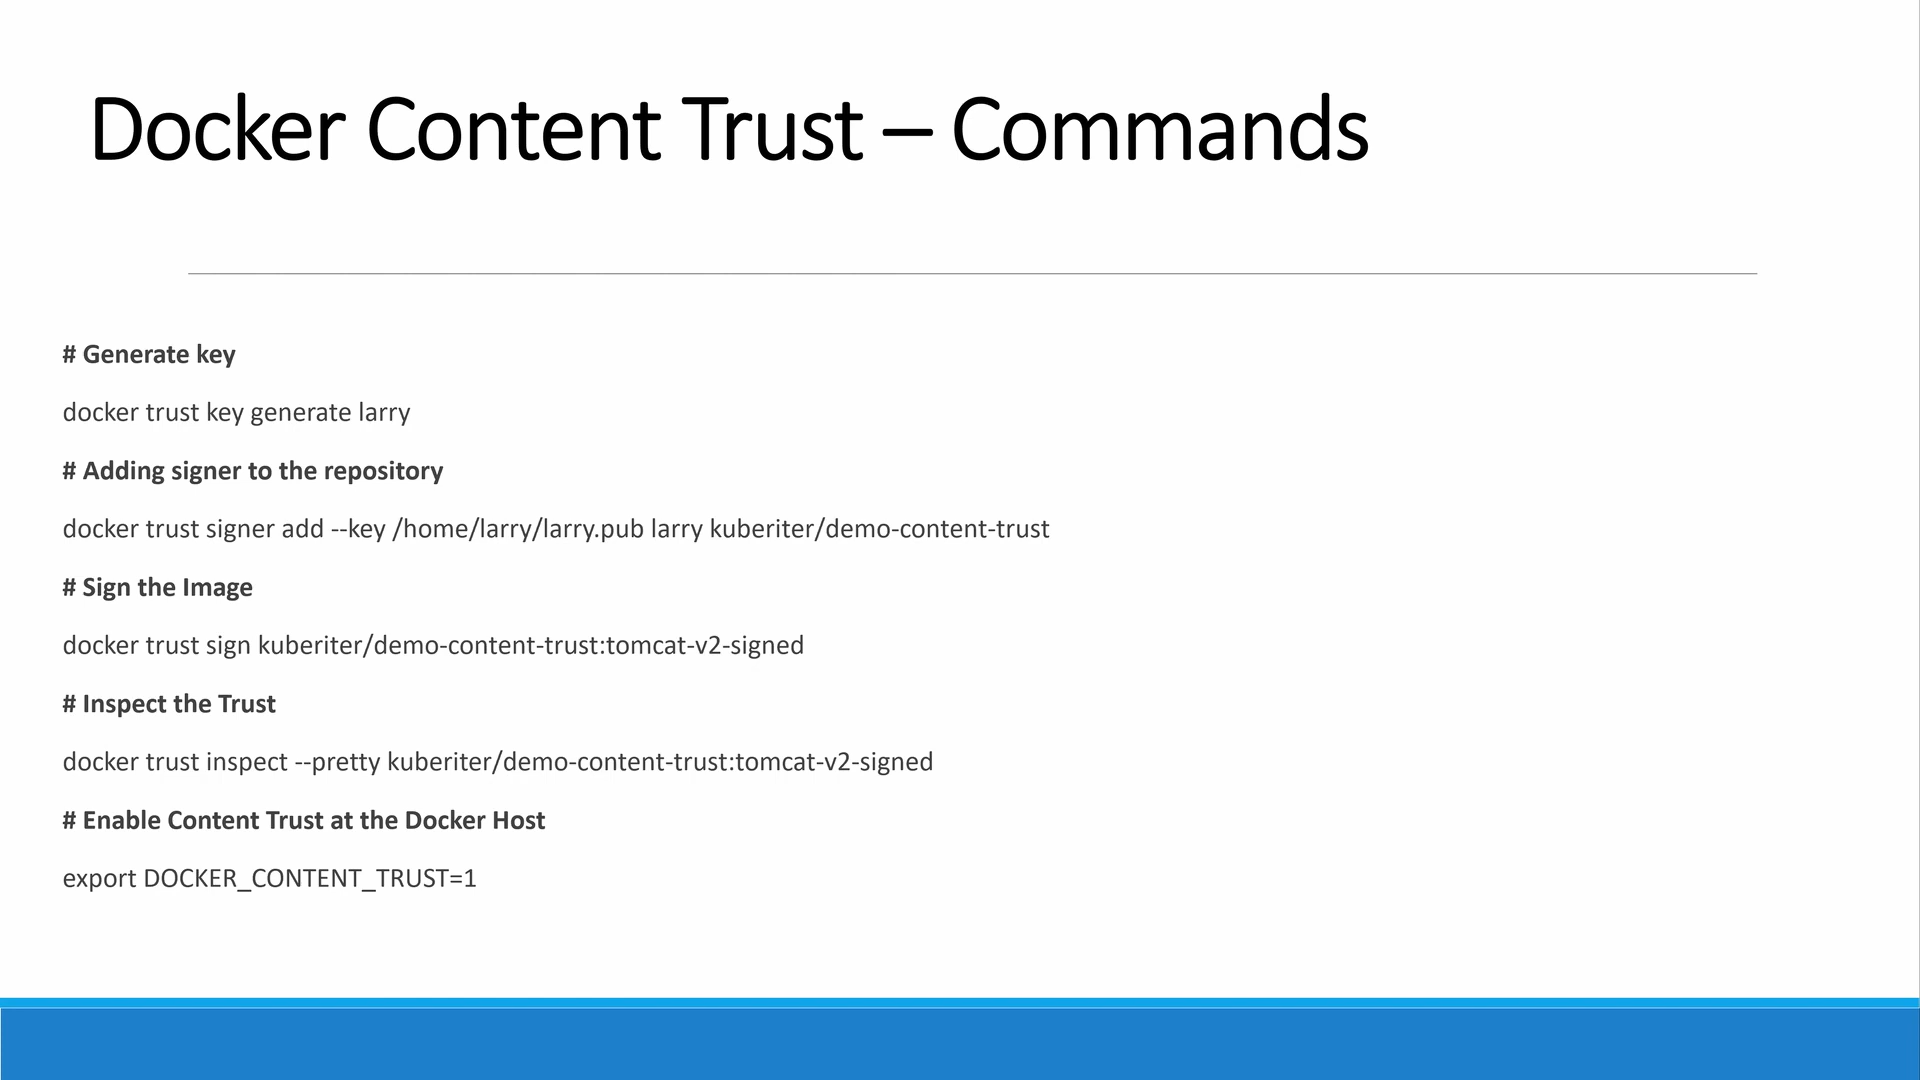 Docker Content Trust – Commands
# Generate key
docker trust key generate larry
# Adding signer to the repository
docker trust signer add --key /home/larry/larry.pub larry kuberiter/demo-content-trust
# Sign the Image
docker trust sign kuberiter/demo-content-trust:tomcat-v2-signed
# Inspect the Trust
docker trust inspect --pretty kuberiter/demo-content-trust:tomcat-v2-signed
# Enable Content Trust at the Docker Host
export DOCKER_CONTENT_TRUST=1